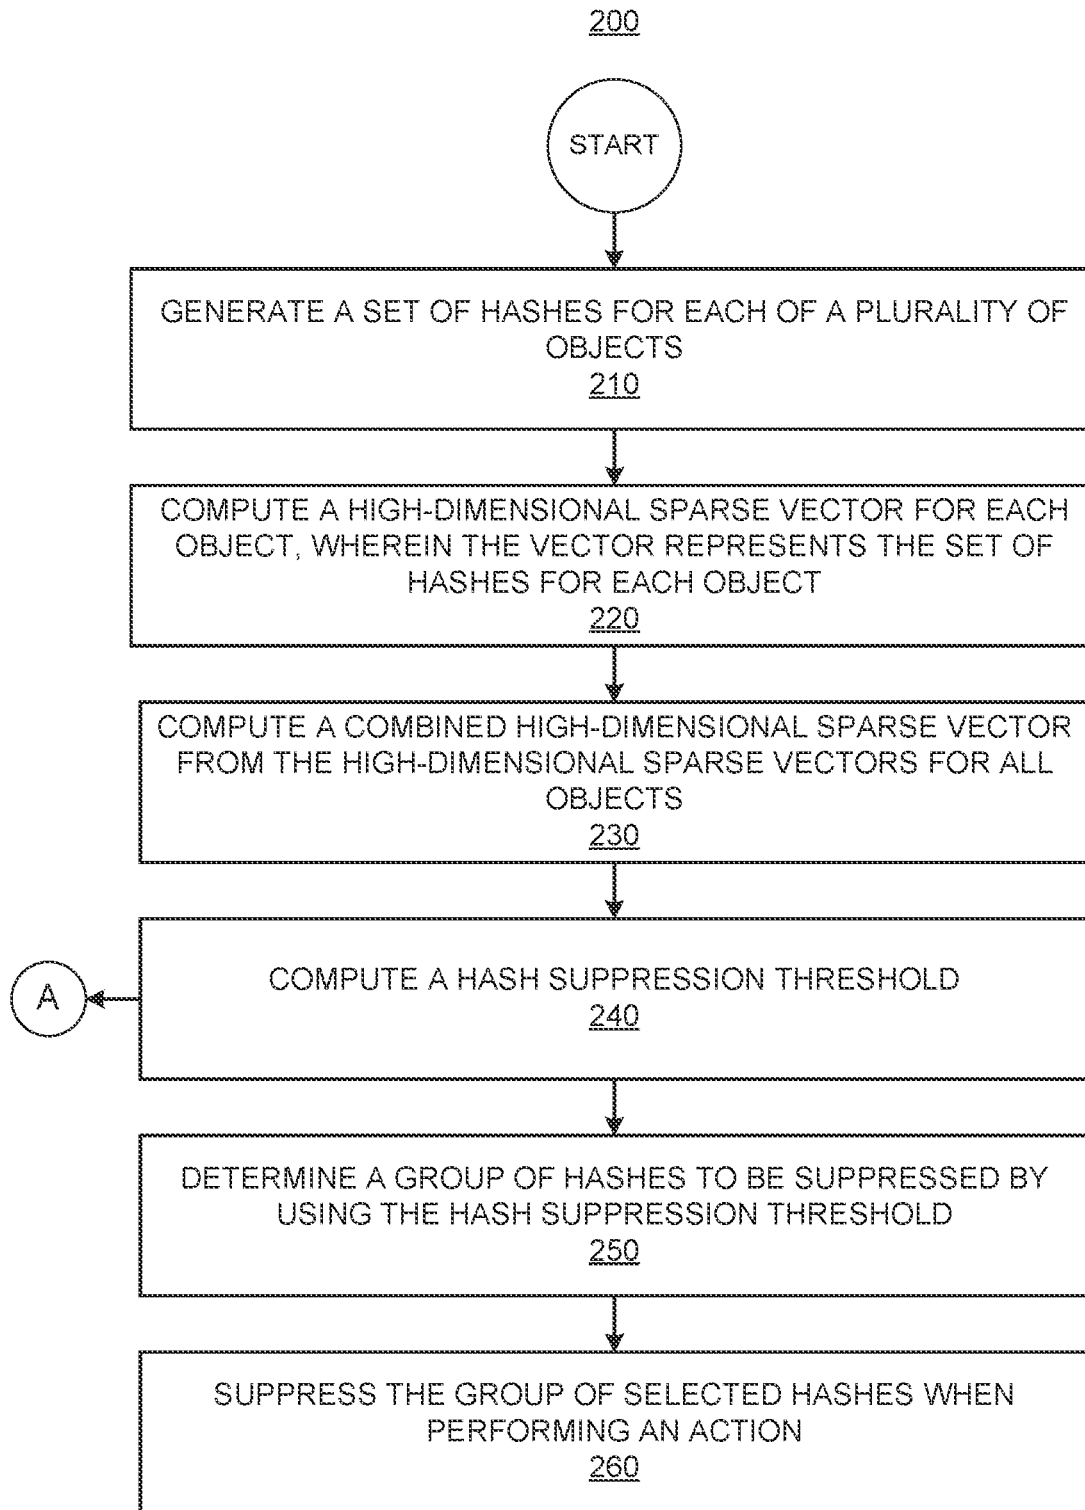 200
START
GENERATE A SET OF HASHES FOR EACH OF A PLURALITY OF
OBJECTS
210
COMPUTE A HIGH-DIMENSIONAL SPARSE VECTOR FOR EACH
OBJECT, WHEREIN THE VECTOR REPRESENTS THE SET OF
HASHES FOR EACH OBJECT
220
COMPUTE A COMBINED HIGH-DIMENSIONAL SPARSE VECTOR
FROM THE HIGH-DIMENSIONAL SPARSE VECTORS FOR ALL
OBJECTS
230
A
COMPUTE A HASH SUPPRESSION THRESHOLD
240
DETERMINE A GROUP OF HASHES TO BE SUPPRESSED BY
USING THE HASH SUPPRESSION THRESHOLD
250
SUPPRESS THE GROUP OF SELECTED HASHES WHEN
PERFORMING AN ACTION
260